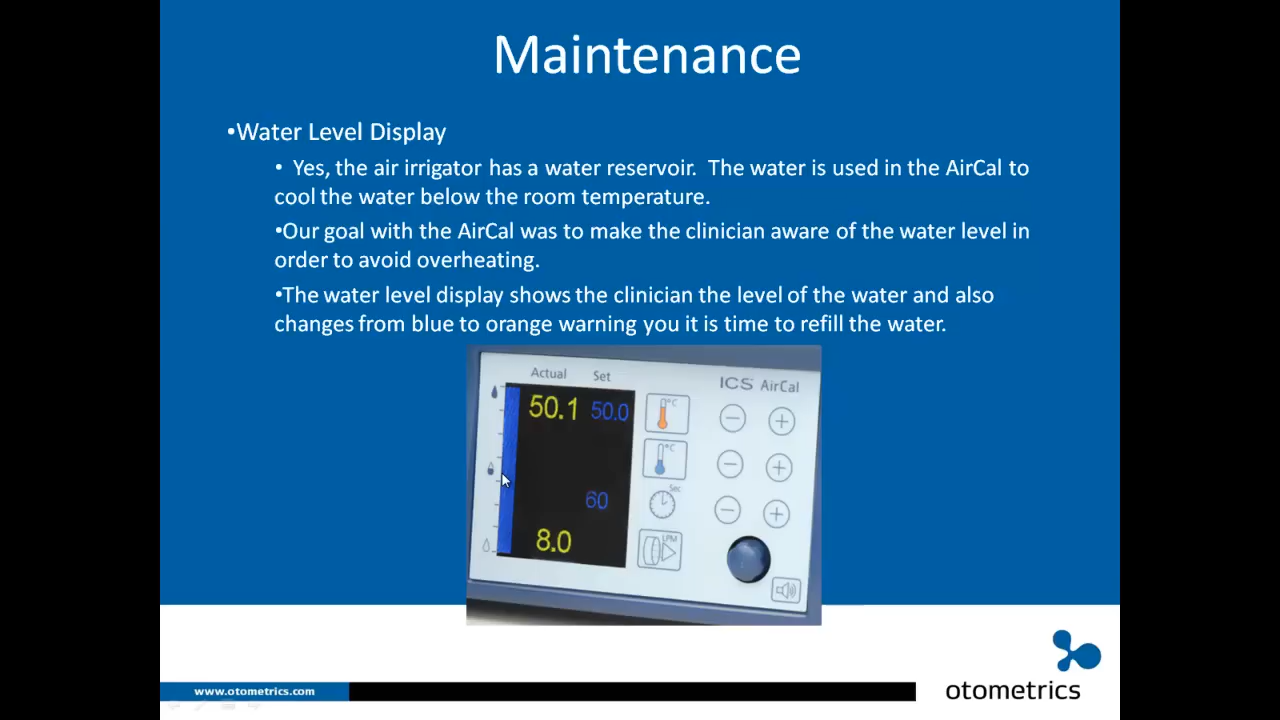 Maintenance
•Water Level Display
• Yes, the air irrigator has a water reservoir. The water is used in the AirCal to
cool the water below the room temperature.
•Our goal with the AirCal was to make the clinician aware of the water level in
order to avoid overheating.
•The water level display shows the clinician the level of the water and also
changes from blue to orange warning you it is time to refill the water.
Actual Set
ICS AirCal
50.1 50.0
°C
°C
Sec
60
LPM
8.0
www.otometrics.com
otometrics